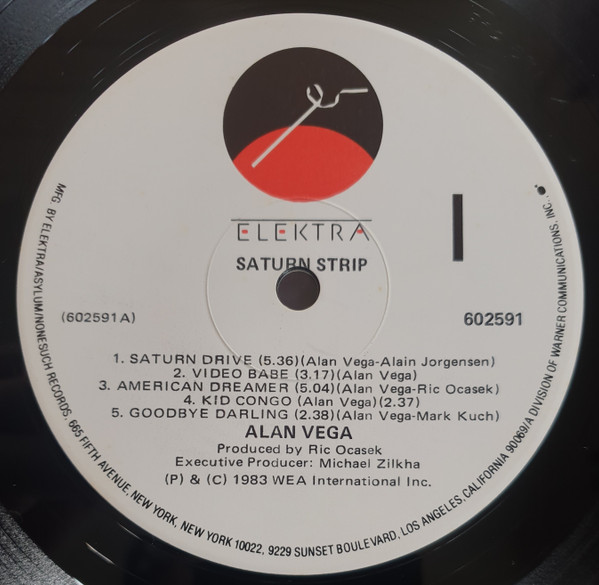 ELEKTRA
SATURN STRIP
I
(602591A)
602591
1. SATURN DRIVE (5.36)(Alan Vega-Alain Jorgensen)
2. VIDEO BABE (3.17)(Alan Vega)
3. AMERICAN DREAMER (5.04)(Alan Vega-Ric Ocasek)
4. KID CONGO (Alan Vega)(2.37)
5. GOODBYE DARLING (2.38)(Alan Vega-Mark Kuch)
ALAN VEGA
Produced by Ric Ocasek
Executive Producer: Michael Zilkha
(P) & (C) 1983 WEA International Inc.
MFG. BY ELEKTRA/ASYLUM/NONESUCH RECORDS, 665 FIFTH AVENUE, NEW YORK, NEW YORK 10022, 9229 SUNSET BOULEVARD, LOS ANGELES, CALIFORNIA 90069/A DIVISION OF WARNER COMMUNICATIONS, INC.,